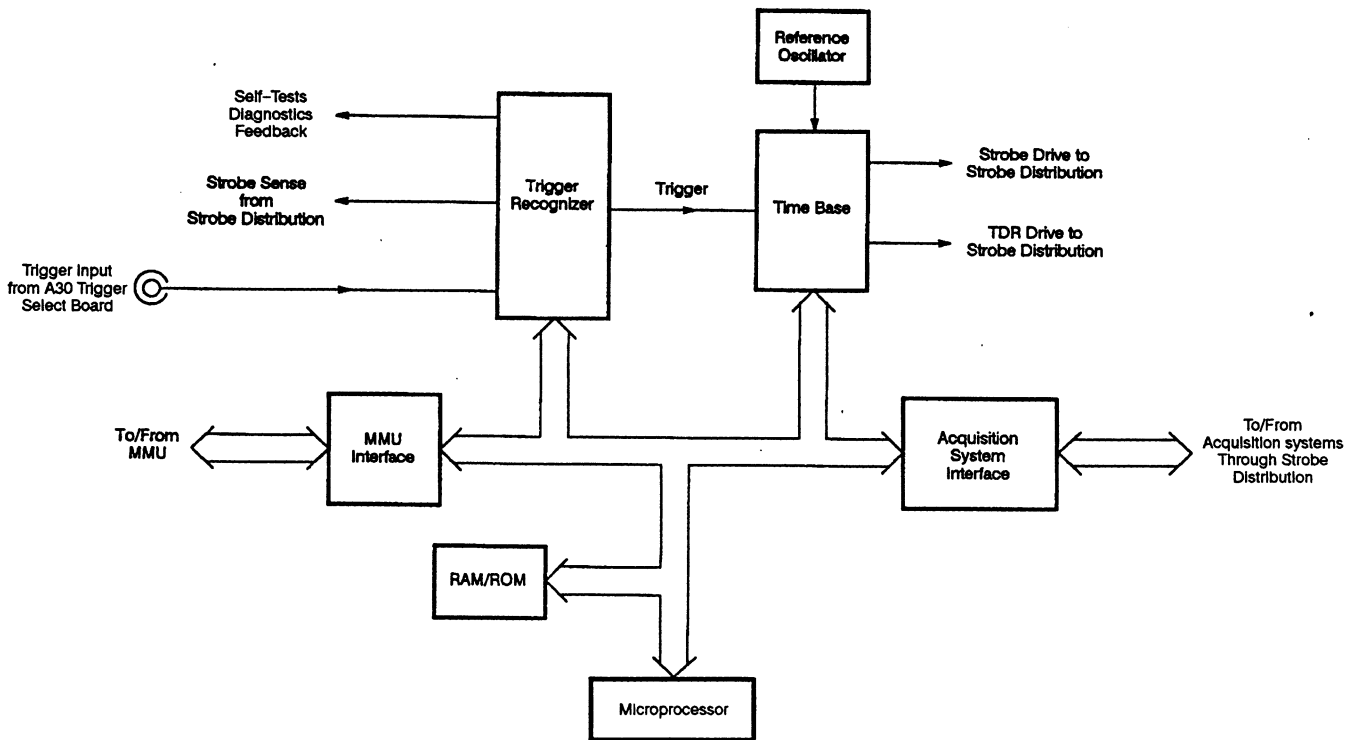 Reference
Oscillator
Self-Tests
Diagnostics
Feedback
Strobe Sense
from
Strobe Distribution
Trigger Input
from A30 Trigger
Select Board
Trigger
Recognizer
Trigger
Time Base
Strobe Drive to
Strobe Distribution
TDR Drive to
Strobe Distribution
To/From
MMU
MMU
Interface
Acquisition
System
Interface
To/From
Acquisition systems
Through Strobe
Distribution
RAM/ROM
Microprocessor